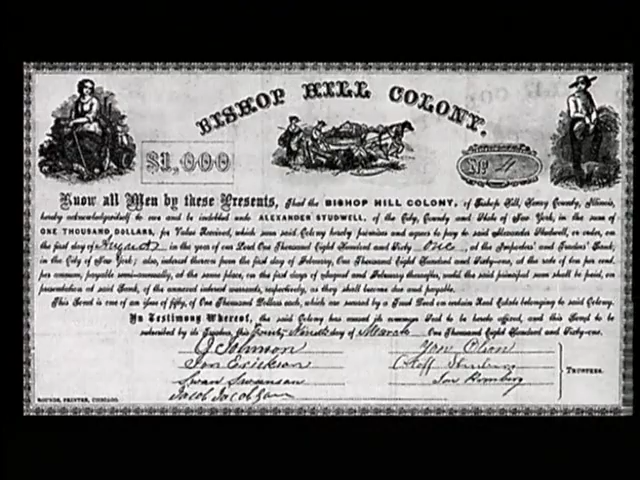 BISHOP HILL COLONY.
$1,000
No 4
Know all Men by these Presents, That the BISHOP HILL COLONY, of Bishop Hill, Henry County, Illinois,
hereby acknowledges itself to owe and be indebted unto ALEXANDER STUDWELL, of the City, County and State of New York, in the sum of
ONE THOUSAND DOLLARS, for Value Received, which sum said Colony hereby promises and agrees to pay to said Alexander Studwell, or order, on
the first day of August in the year of our Lord One Thousand Eight Hundred and Sixty One, at the Importers' and Traders' Bank,
in the City of New York; also, interest thereon from the first of February, One Thousand Eight Hundred and Sixty-one, at the rate of ten per cent.
per annum, payable semi-annually, at the same place, on the first days of August and February thereafter, until the said principal sum shall be paid, on
presentation at said Bank, of the annexed interest warrants, respectively, as they shall become due and payable.
This Bond is one of an issue of fifty, of One Thousand Dollars each, which are secured by a Trust Deed on certain Real Estate belonging to said Colony.
In Testimony Whereof, the said Colony has caused its common Seal to be hereto affixed, and this Bond to be
subscribed by its Trustees, this Twenty Ninth day of March One Thousand Eight Hundred and Sixty-one.
O Johnson Jon Olson
Jon Erickson Olof Stenberg
Swan Swanson Jon Romberg
Jacob Jacobson
TRUSTEES.
ROUNDS, PRINTER, CHICAGO.